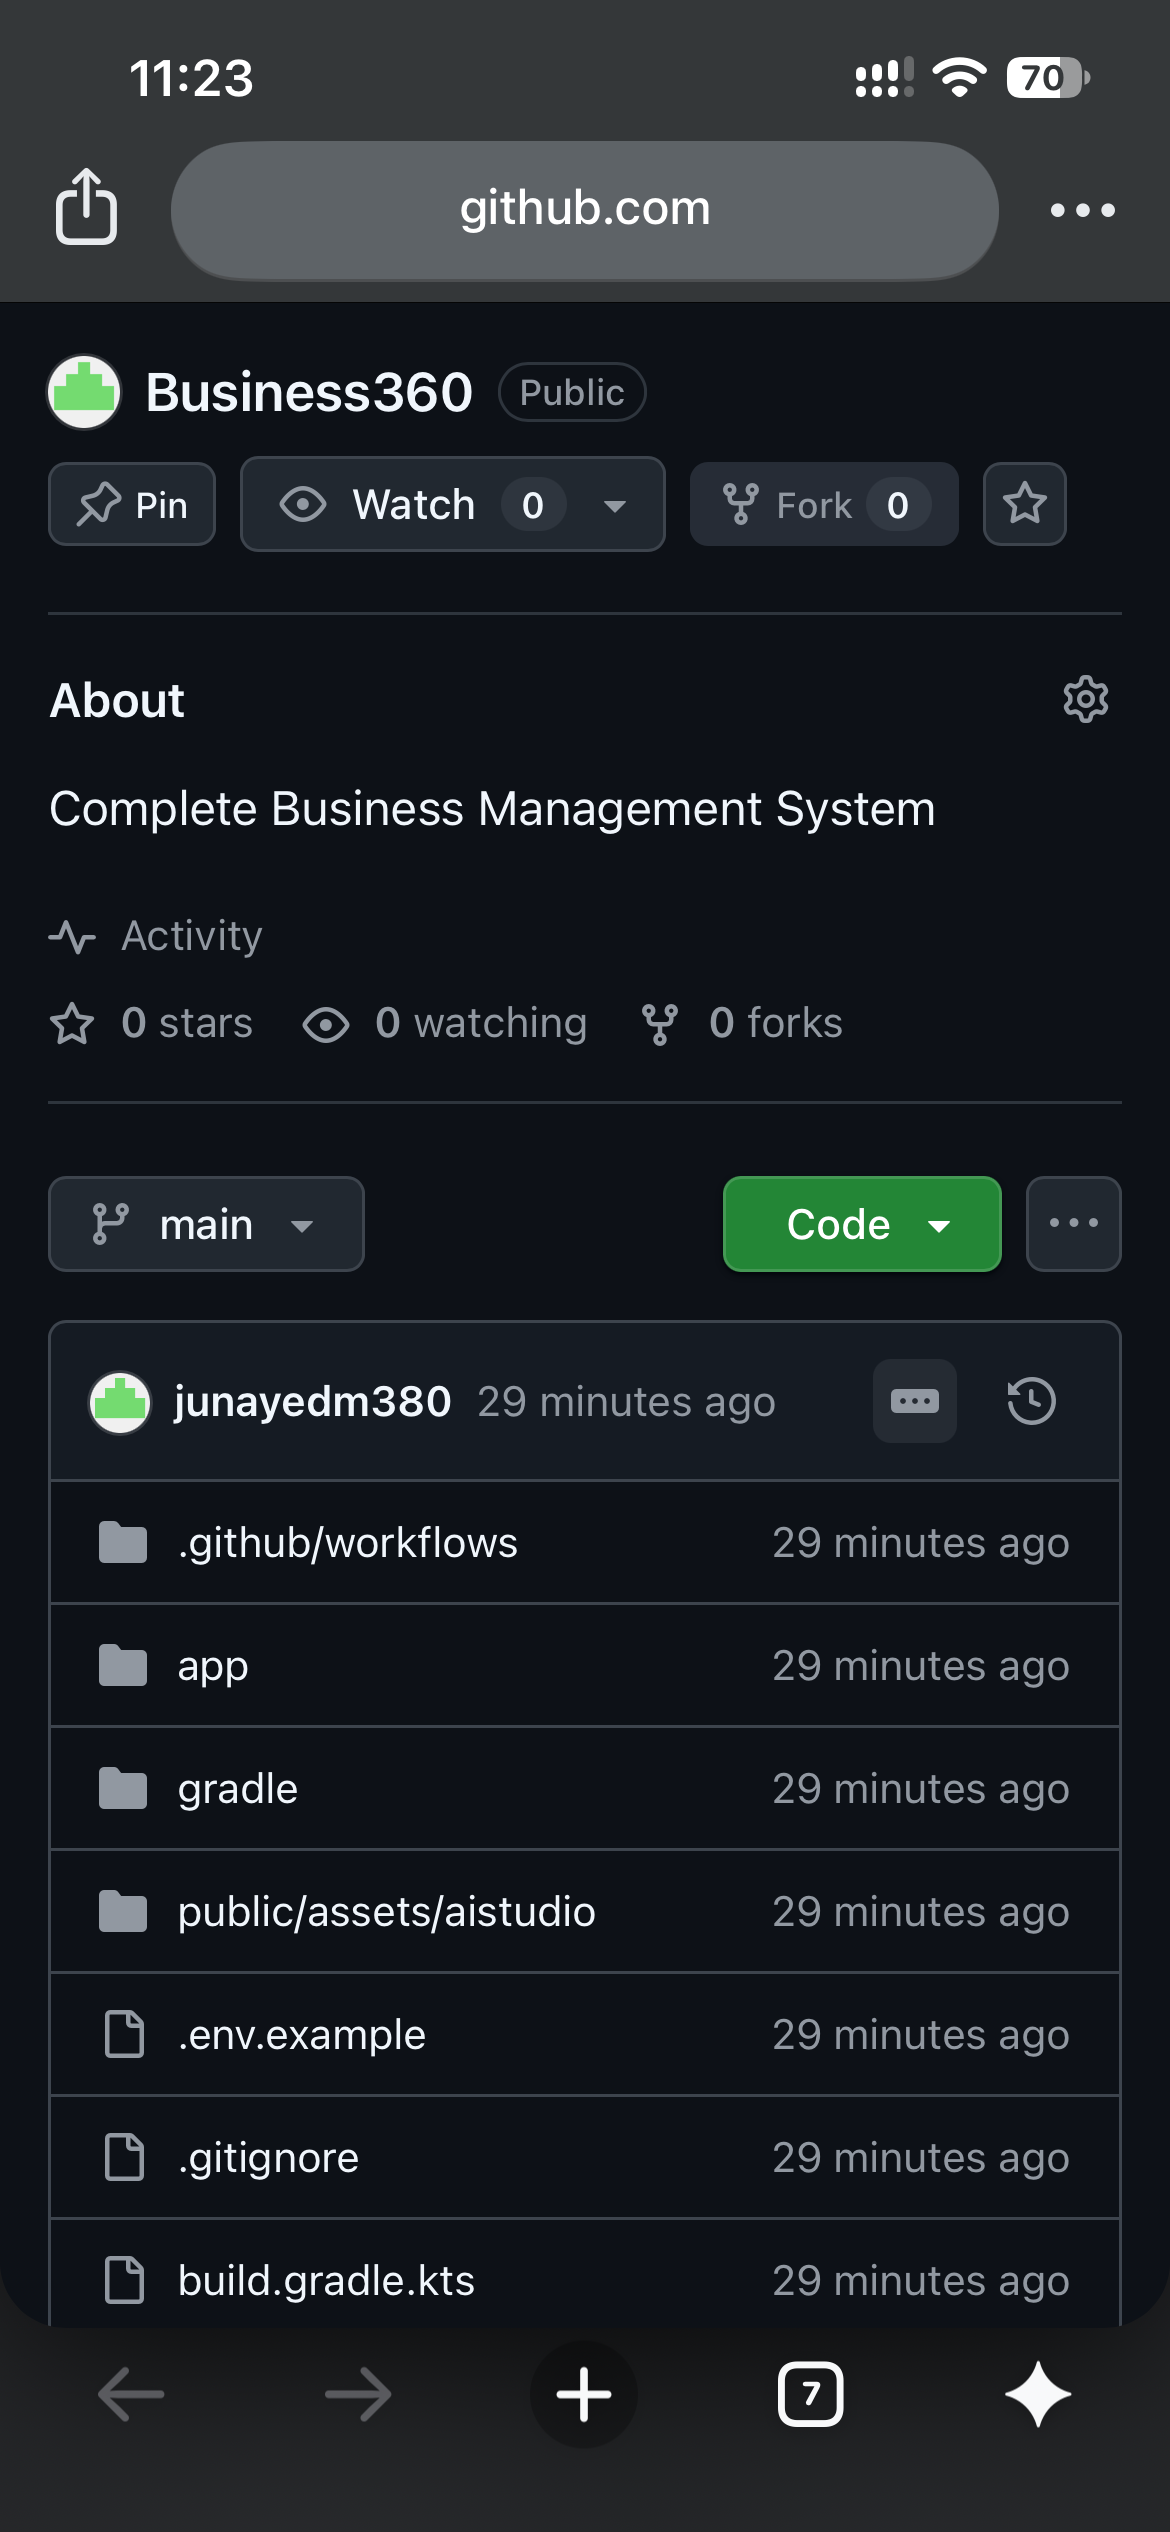 11:23
70
github.com
Business360 Public
Pin Watch 0 Fork 0
About
Complete Business Management System
Activity
0 stars 0 watching 0 forks
main Code
junayedm380 29 minutes ago
.github/workflows 29 minutes ago
app 29 minutes ago
gradle 29 minutes ago
public/assets/aistudio 29 minutes ago
.env.example 29 minutes ago
.gitignore 29 minutes ago
build.gradle.kts 29 minutes ago
7